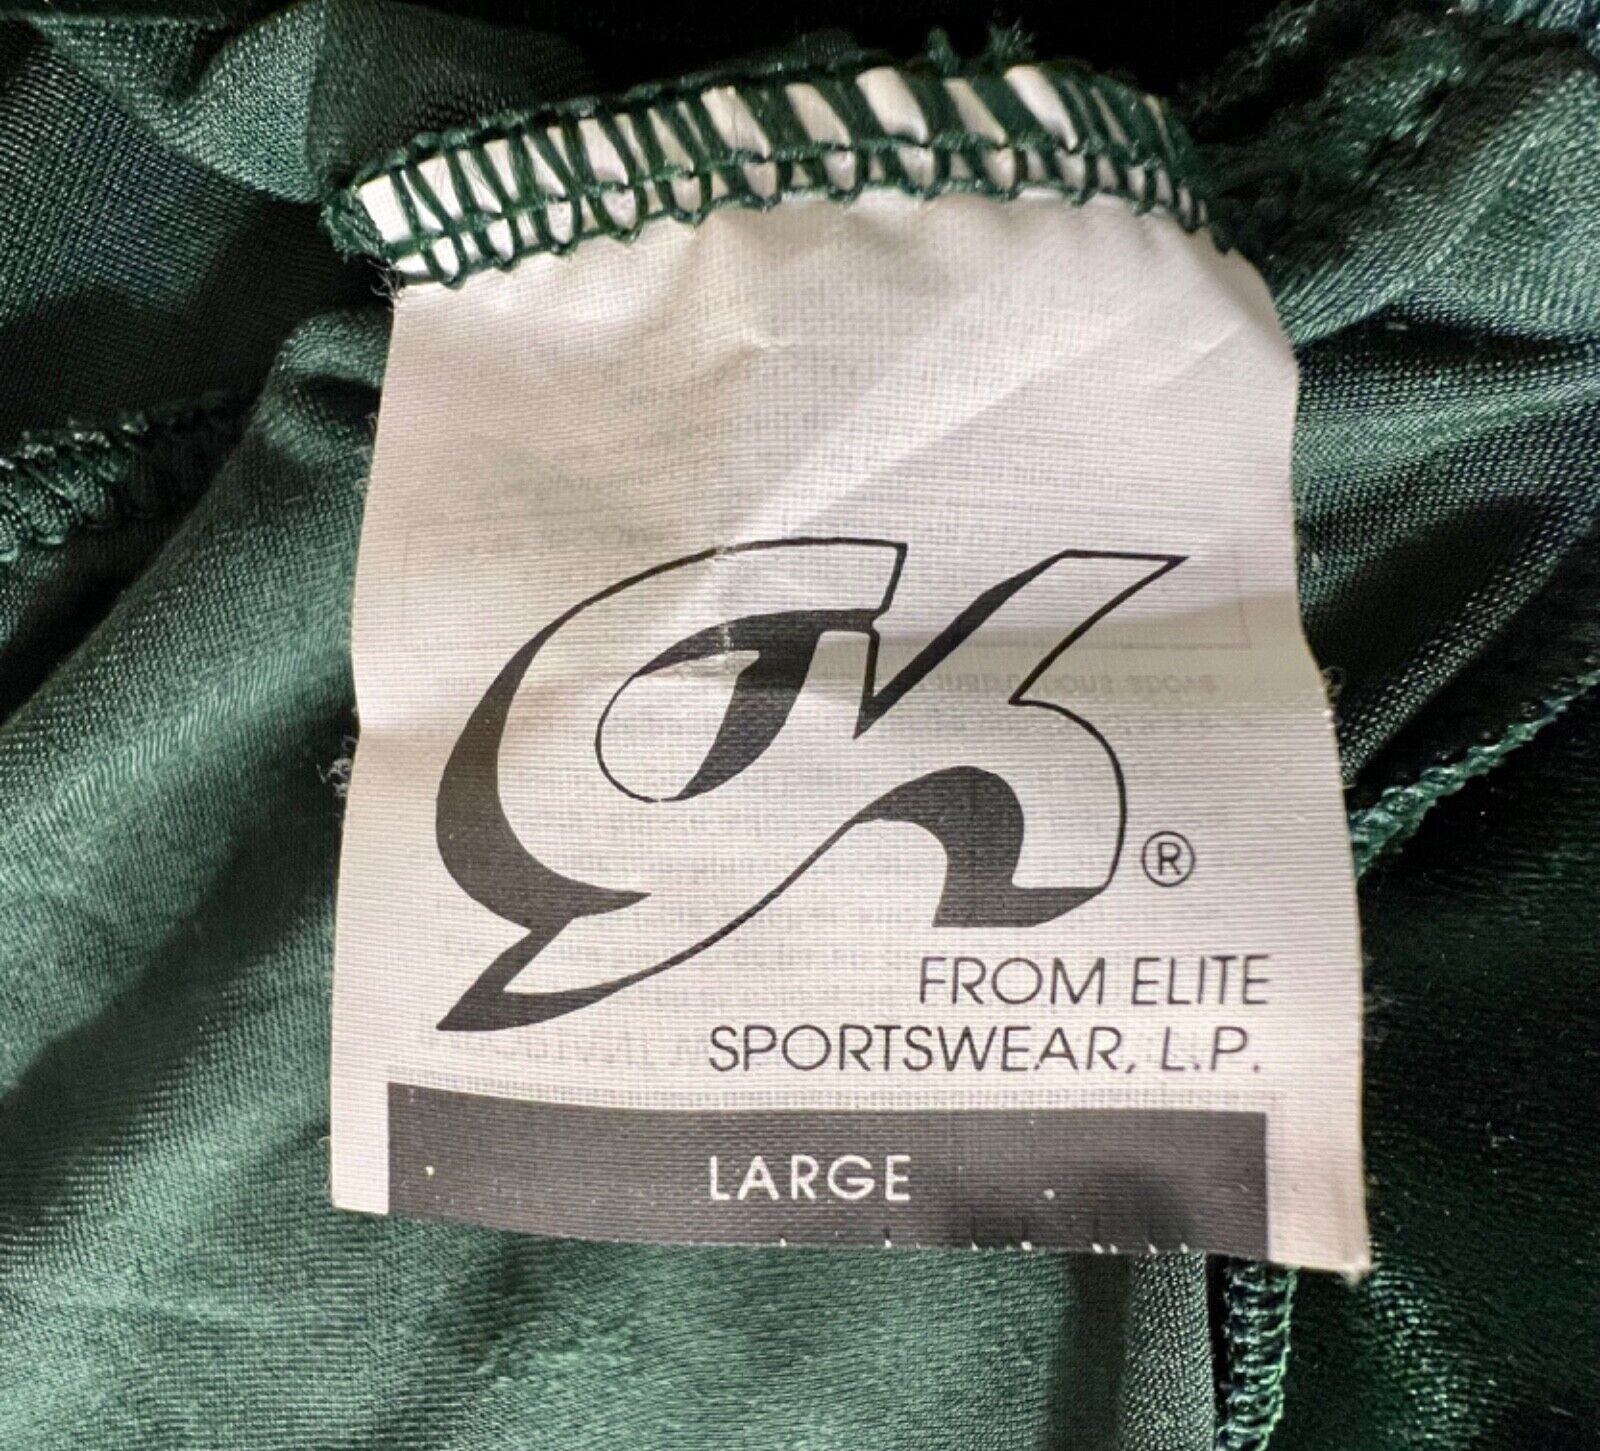 GK®
FROM ELITE
SPORTSWEAR, L.P.
LARGE